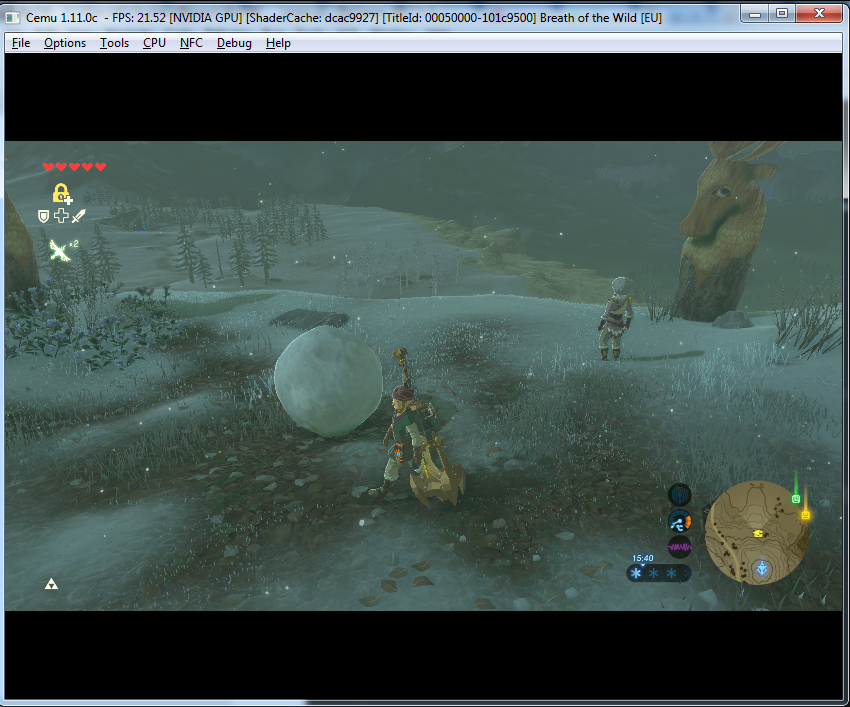 Cemu 1.11.0c - FPS: 21.52 [NVIDIA GPU] [ShaderCache: dcac9927] [TitleId: 00050000-101c9500] Breath of the Wild [EU]
File Options Tools CPU NFC Debug Help
x2
15:40